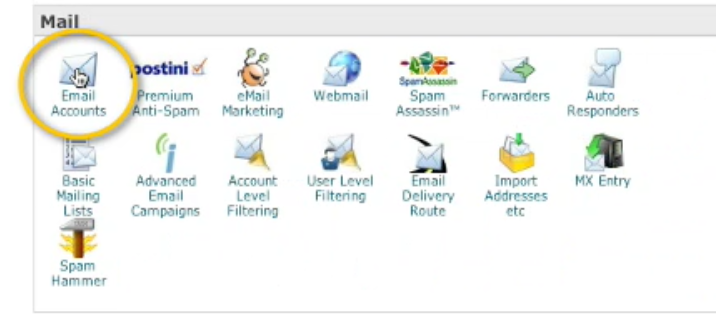 Mail
postini
SpamAssassin
Email
Accounts
Premium
Anti-Spam
eMail
Marketing
Webmail
Spam
Assassin™
Forwarders
Auto
Responders
Basic
Mailing
Lists
Advanced
Email
Campaigns
Account
Level
Filtering
User Level
Filtering
Email
Delivery
Route
Import
Addresses
etc
MX Entry
Spam
Hammer